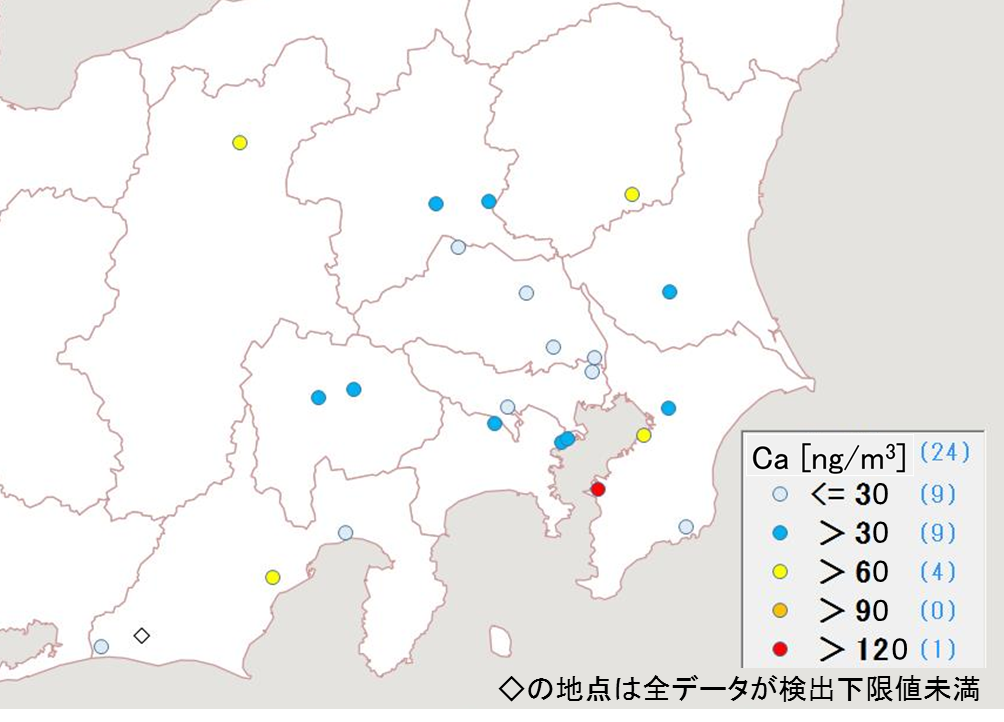 Ca [ng/m³] (24)
<= 30 (9)
> 30 (9)
> 60 (4)
> 90 (0)
> 120 (1)
◇の地点は全データが検出下限値未満